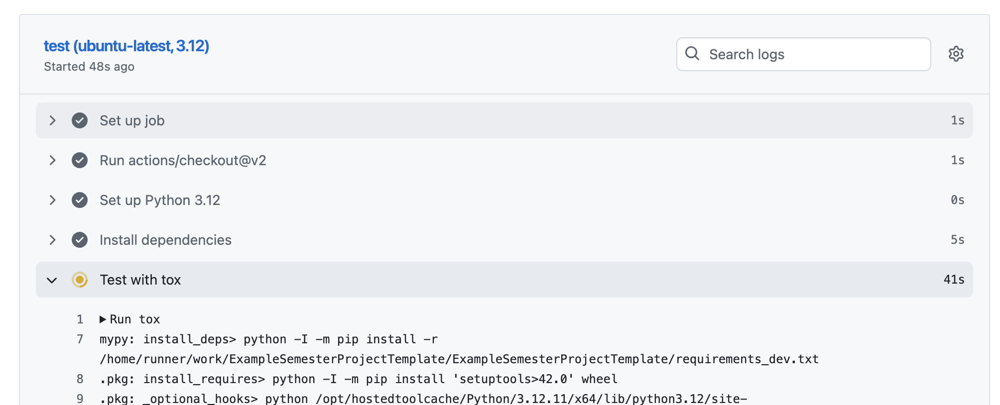 test (ubuntu-latest, 3.12)
Started 48s ago
Search logs
Set up job 1s
Run actions/checkout@v2 1s
Set up Python 3.12 0s
Install dependencies 5s
Test with tox 41s
1 Run tox
7 mypy: install_deps> python -I -m pip install -r
/home/runner/work/ExampleSemesterProjectTemplate/ExampleSemesterProjectTemplate/requirements_dev.txt
8 .pkg: install_requires> python -I -m pip install 'setuptools>42.0' wheel
9 .pkg: _optional_hooks> python /opt/hostedtoolcache/Python/3.12.11/x64/lib/python3.12/site-